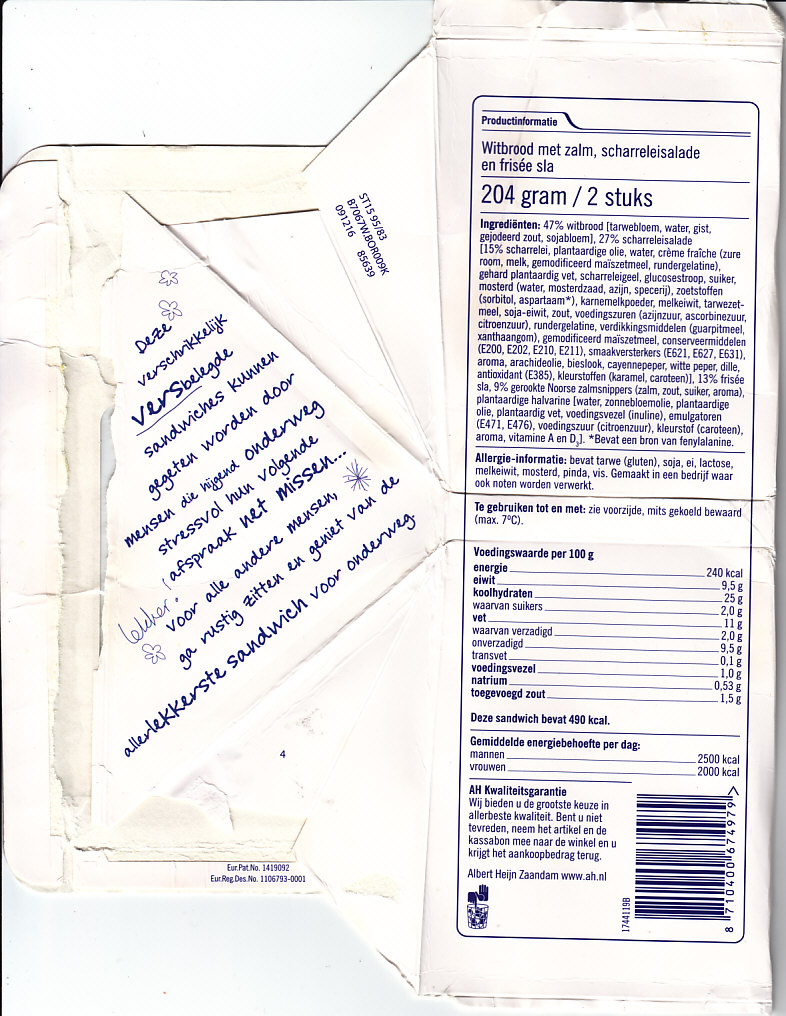 ST15 95/83
B7067W.BOR009K
091216 85639
Deze
verschrikkelijk
versbelegde
sandwiches kunnen
gegeten worden door
mensen die hijgend onderweg
stressvol hun volgende
afspraak net missen...
lekker!
voor alle andere mensen,
ga rustig zitten en geniet van de
allerlekkerste sandwich voor onderweg
4
Eur.Pat.No. 1419092
Eur.Reg.Des.No. 1106793-0001
Productinformatie
Witbrood met zalm, scharreleisalade
en frisée sla
204 gram / 2 stuks
Ingrediënten: 47% witbrood [tarwebloem, water, gist,
gejodeerd zout, sojabloem], 27% scharreleisalade
[15% scharrelei, plantaardige olie, water, crème fraîche (zure
room, melk, gemodificeerd maïszetmeel, rundergelatine),
gehard plantaardig vet, scharreleigeel, glucosestroop, suiker,
mosterd (water, mosterdzaad, azijn, specerij), zoetstoffen
(sorbitol, aspartaam*), karnemelkpoeder, melkeiwit, tarwezet-
meel, soja-eiwit, zout, voedingszuren (azijnzuur, ascorbinezuur,
citroenzuur), rundergelatine, verdikkingsmiddelen (guarpitmeel,
xanthaangom), gemodificeerd maïszetmeel, conserveermiddelen
(E200, E202, E210, E211), smaakversterkers (E621, E627, E631),
aroma, arachideolie, bieslook, cayennepeper, witte peper, dille,
antioxidant (E385), kleurstoffen (karamel, caroteen)], 13% frisée
sla, 9% gerookte Noorse zalmsnippers (zalm, zout, suiker, aroma),
plantaardige halvarine [water, zonnebloemolie, plantaardige
olie, plantaardig vet, voedingsvezel (inuline), emulgatoren
(E471, E476), voedingszuur (citroenzuur), kleurstof (caroteen),
aroma, vitamine A en D3]. *Bevat een bron van fenylalanine.
Allergie-informatie: bevat tarwe (gluten), soja, ei, lactose,
melkeiwit, mosterd, pinda, vis. Gemaakt in een bedrijf waar
ook noten worden verwerkt.
Te gebruiken tot en met: zie voorzijde, mits gekoeld bewaard
(max. 7ºC).
Voedingswaarde per 100 g
energie 240 kcal
eiwit 9,5 g
koolhydraten 25 g
waarvan suikers 2,0 g
vet 11 g
waarvan verzadigd 2,0 g
onverzadigd 9,5 g
transvet 0,1 g
voedingsvezel 1,0 g
natrium 0,53 g
toegevoegd zout 1,5 g
Deze sandwich bevat 490 kcal.
Gemiddelde energiebehoefte per dag:
mannen 2500 kcal
vrouwen 2000 kcal
AH Kwaliteitsgarantie
Wij bieden u de grootste keuze in
allerbeste kwaliteit. Bent u niet
tevreden, neem het artikel en de
kassabon mee naar de winkel en u
krijgt het aankoopbedrag terug.
Albert Heijn Zaandam www.ah.nl
1744119B
8 710400 674979 >